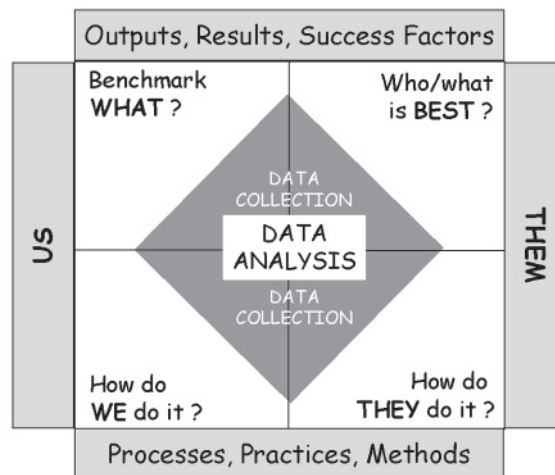 Outputs, Results, Success Factors
Benchmark
WHAT ?
Who/what
is BEST ?
US
DATA
COLLECTION
DATA
ANALYSIS
DATA
COLLECTION
THEM
How do
WE do it ?
How do
THEY do it ?
Processes, Practices, Methods